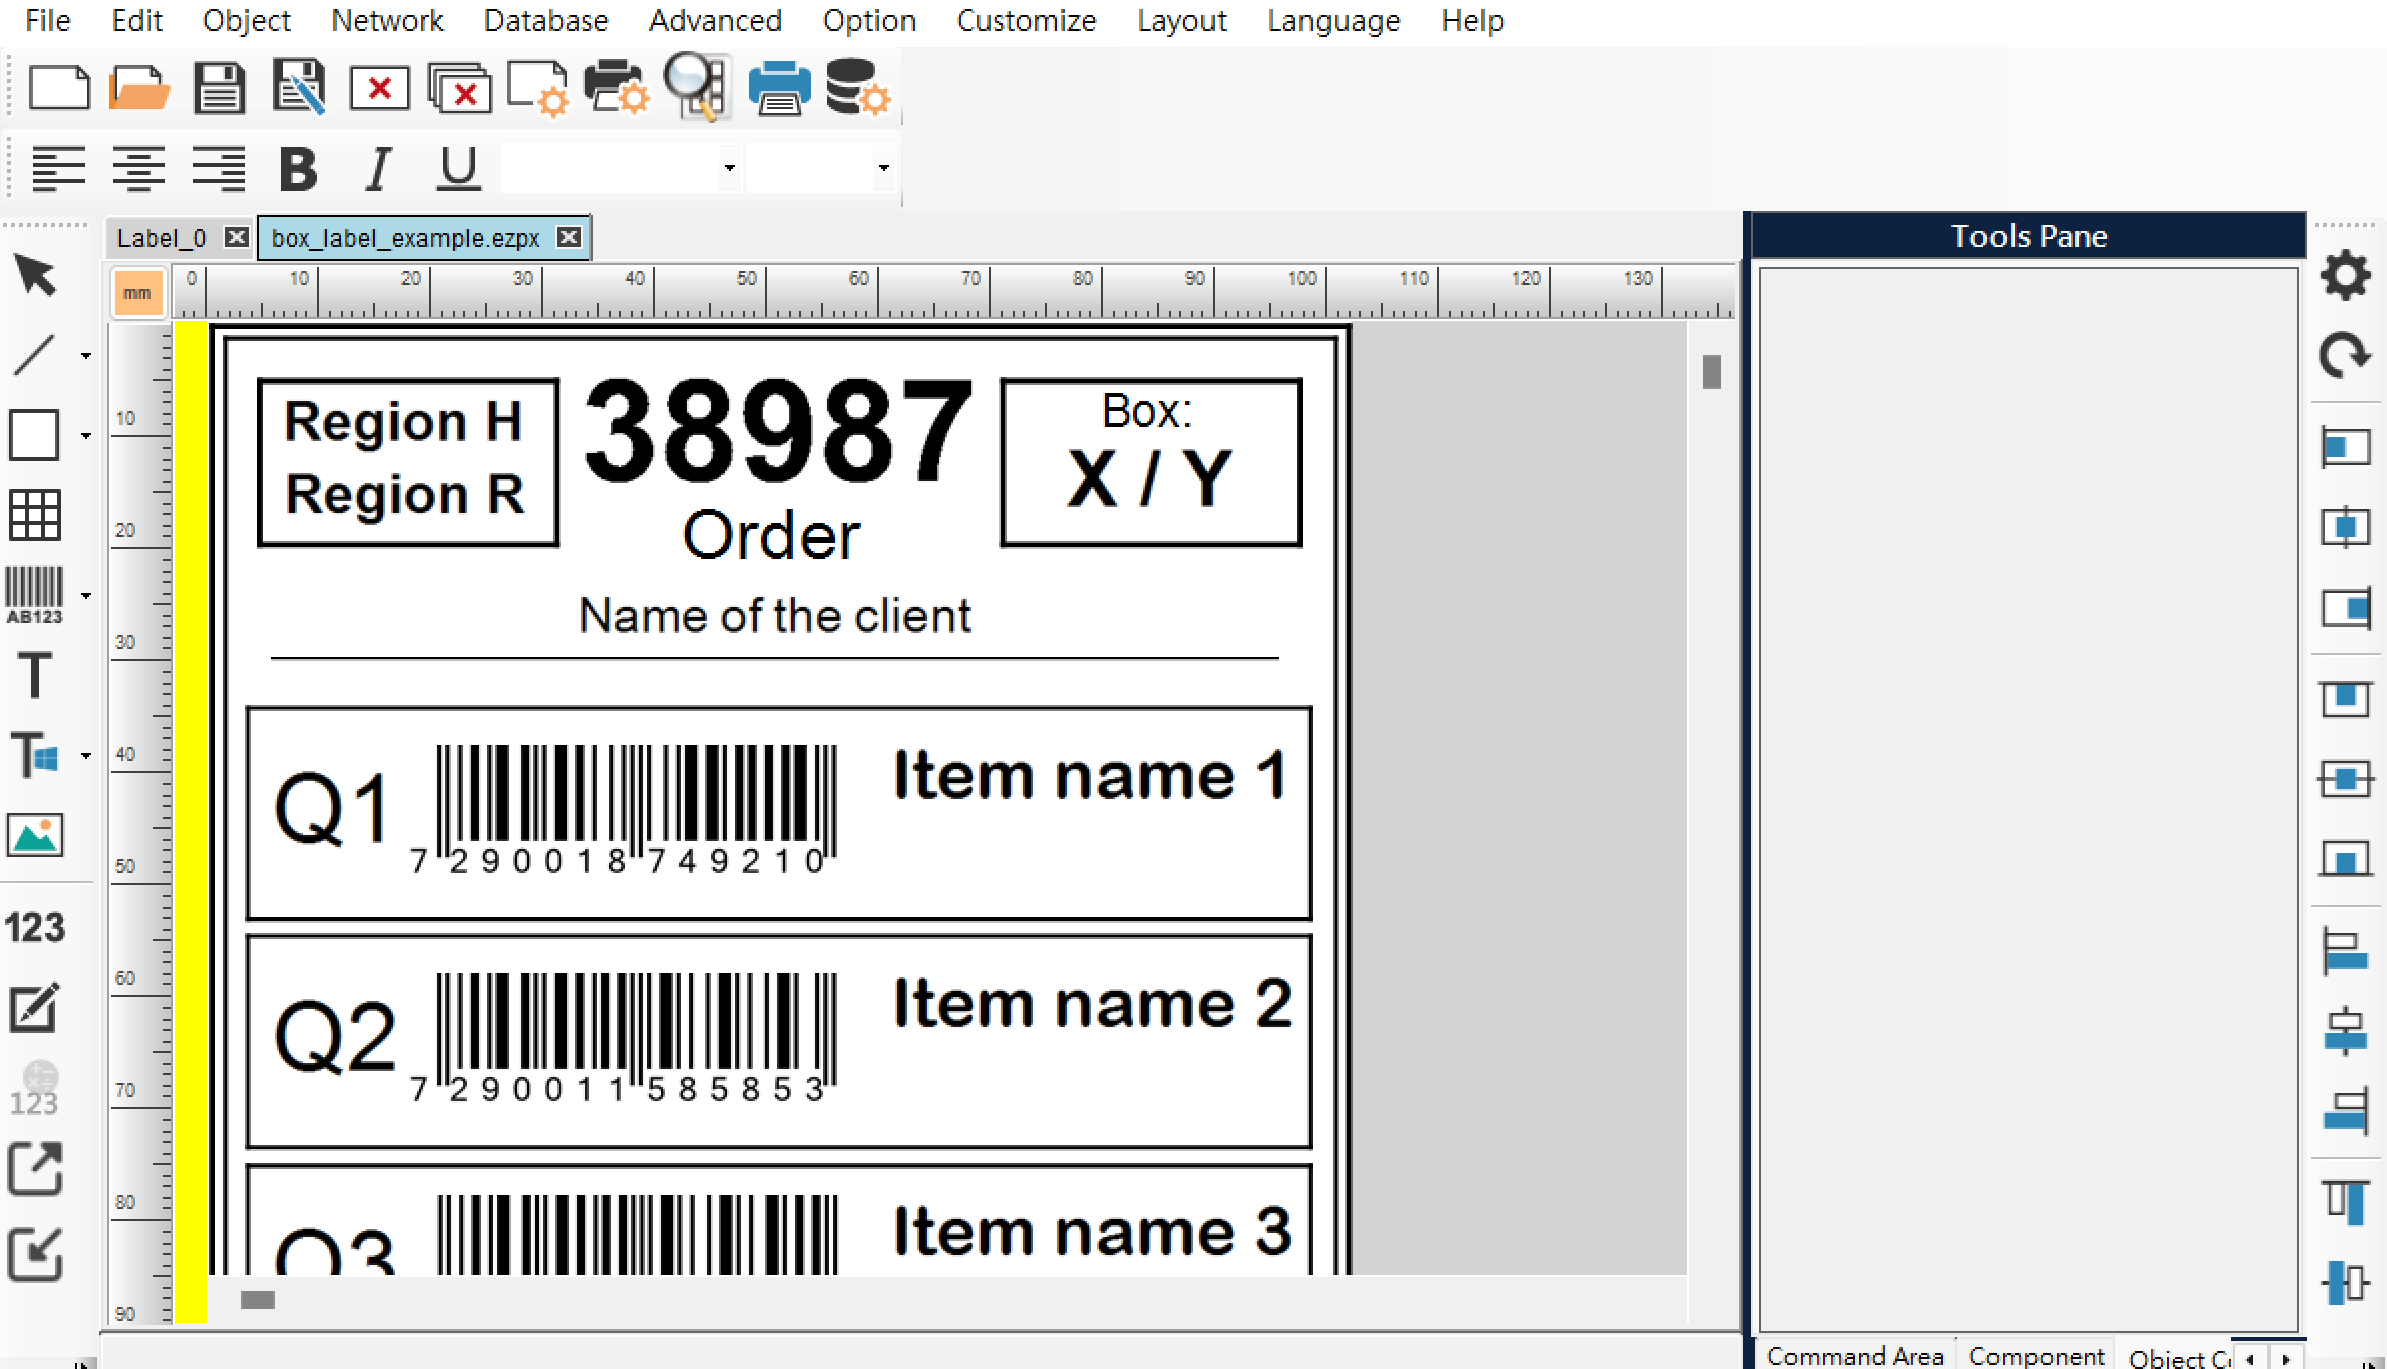 File Edit Object Network Database Advanced Option Customize Layout Language Help
B I U
Label_0 box_label_example.ezpx
Tools Pane
mm
0 10 20 30 40 50 60 70 80 90 100 110 120 130
10
20
30
40
50
60
70
80
90
AB123
T
T
123
123
Region H
Region R
38987
Order
Box:
X / Y
Name of the client
Q1
7 290018 749210
Item name 1
Q2
7 290011 585853
Item name 2
Q3
Item name 3
Command Area Component Object